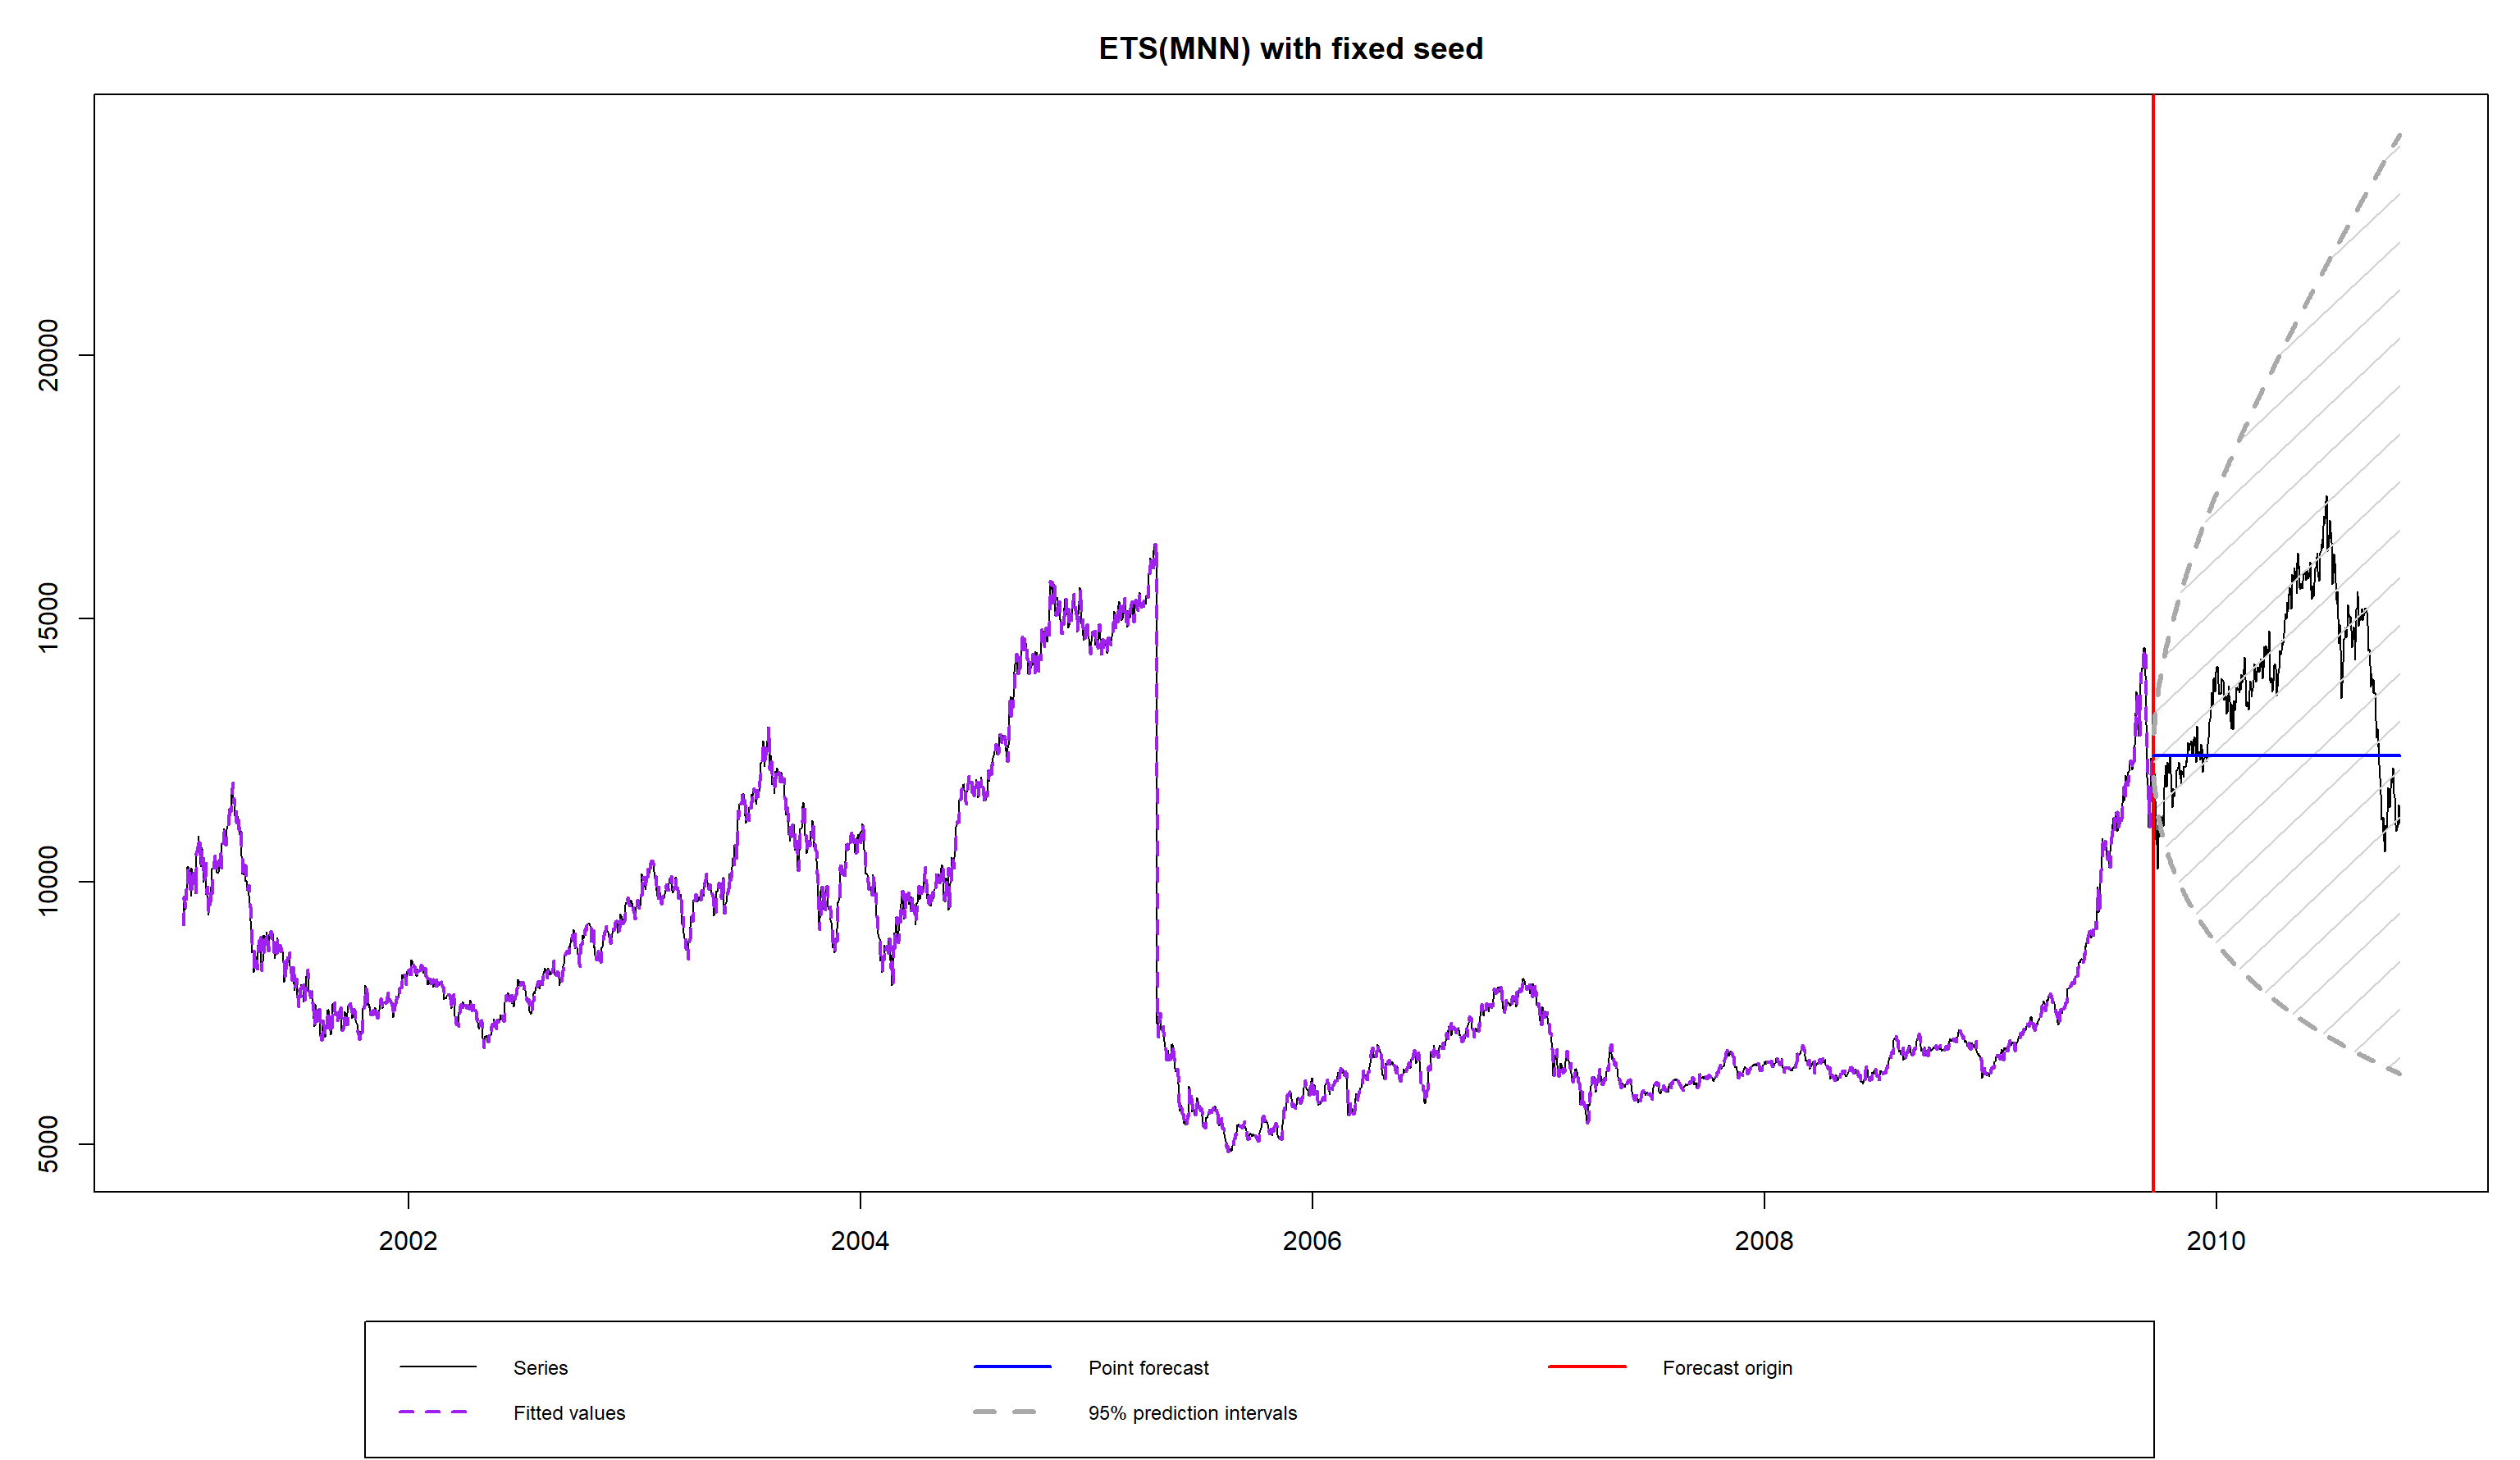 ETS(MNN) with fixed seed
20000
15000
10000
5000
2002 2004 2006 2008 2010
Series Point forecast Forecast origin
Fitted values 95% prediction intervals